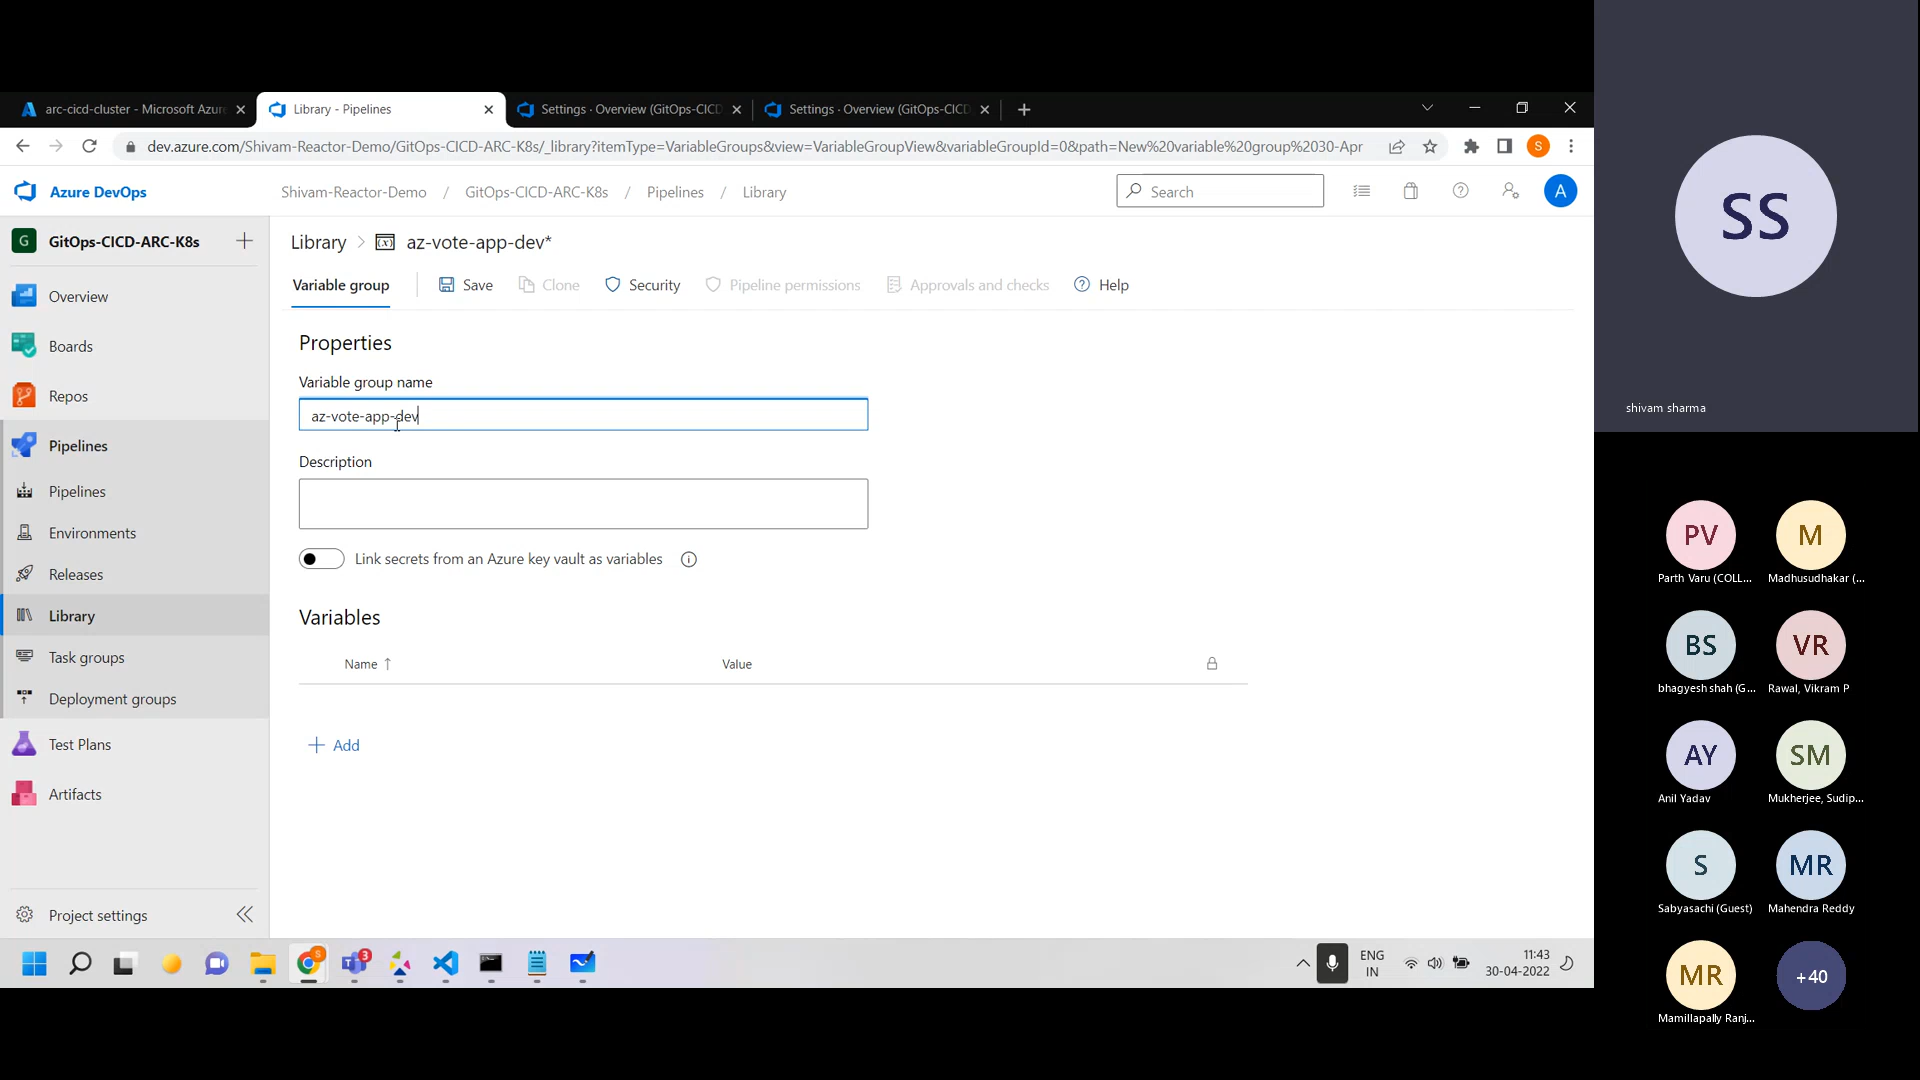 arc-cicd-cluster - Microsoft Azur
Library - Pipelines
Settings · Overview (GitOps-CICD
Settings · Overview (GitOps-CICD
dev.azure.com/Shivam-Reactor-Demo/GitOps-CICD-ARC-K8s/_library?itemType=VariableGroups&view=VariableGroupView&variableGroupId=0&path=New%20variable%20group%2030-Apr
S
Azure DevOps
Shivam-Reactor-Demo / GitOps-CICD-ARC-K8s / Pipelines / Library
Search
A
G GitOps-CICD-ARC-K8s
Overview
Boards
Repos
Pipelines
Pipelines
Environments
Releases
Library
Task groups
Deployment groups
Test Plans
Artifacts
Project settings
Library > (x) az-vote-app-dev*
Variable group
Save
Clone
Security
Pipeline permissions
Approvals and checks
Help
Properties
Variable group name
az-vote-app-dev
Description
Link secrets from an Azure key vault as variables
Variables
Name ↑
Value
+ Add
S
3
ENG
IN
11:43
30-04-2022
SS
shivam sharma
PV
Parth Varu (COLL...
M
Madhusudhakar (...
BS
bhagyesh shah (G...
VR
Rawal, Vikram P
AY
Anil Yadav
SM
Mukherjee, Sudip...
S
Sabyasachi (Guest)
MR
Mahendra Reddy
MR
Mamillapally Ranj...
+40